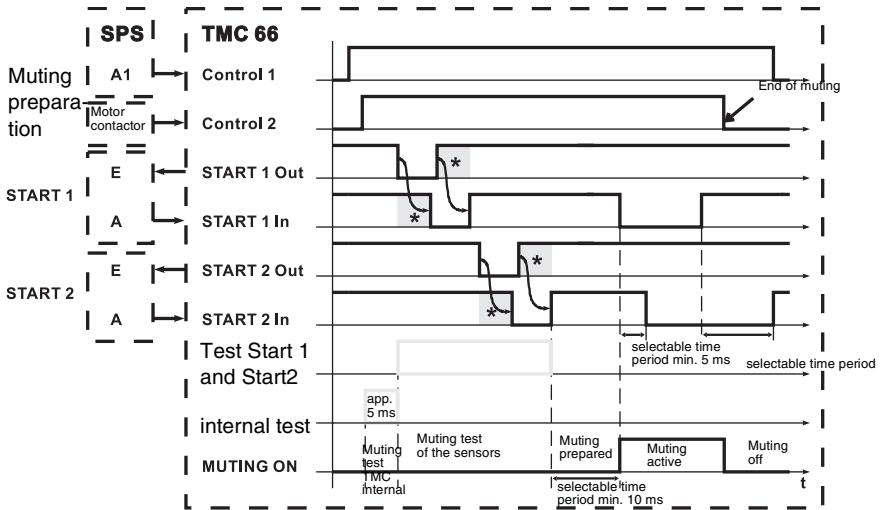 SPS
TMC 66
Muting
prepara-
tion
A1
Control 1
End of muting
Motor
contactor
Control 2
START 1
E
START 1 Out
*
A
START 1 In
*
START 2
E
START 2 Out
*
A
START 2 In
*
selectable time
period min. 5 ms
selectable time period
Test Start 1
and Start2
app.
5 ms
internal test
MUTING ON
Muting
test
TMC
internal
Muting test
of the sensors
Muting
prepared
Muting
active
Muting
off
t
selectable time
period min. 10 ms